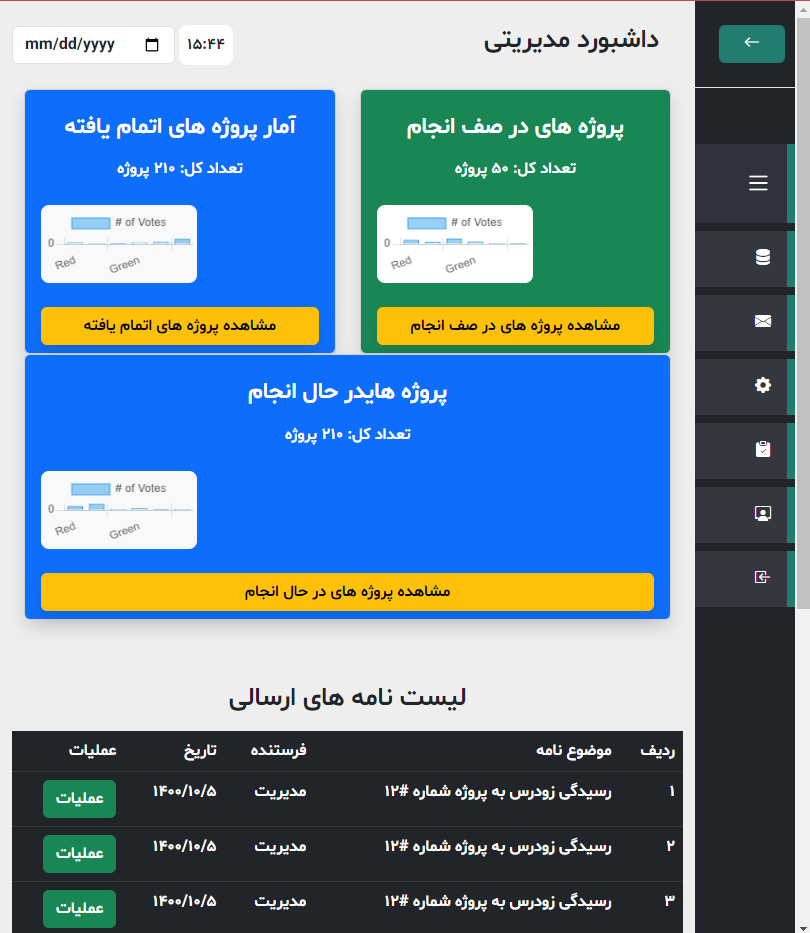 داشبورد مدیریتی
۱۵:۴۴
mm/dd/yyyy
پروژه های در صف انجام
تعداد کل: ۵۰ پروژه
# of Votes
0
Red
Green
مشاهده پروژه های در صف انجام
آمار پروژه های اتمام یافته
تعداد کل: ۲۱۰ پروژه
# of Votes
0
Red
Green
مشاهده پروژه های اتمام یافته
پروژه هایدر حال انجام
تعداد کل: ۲۱۰ پروژه
# of Votes
0
Red
Green
مشاهده پروژه های در حال انجام
لیست نامه های ارسالی
ردیف موضوع نامه فرستنده تاریخ عملیات
۱ رسیدگی زودرس به پروژه شماره #۱۲ مدیریت ۱۴۰۰/۱۰/۵ عملیات
۲ رسیدگی زودرس به پروژه شماره #۱۲ مدیریت ۱۴۰۰/۱۰/۵ عملیات
۳ رسیدگی زودرس به پروژه شماره #۱۲ مدیریت ۱۴۰۰/۱۰/۵ عملیات